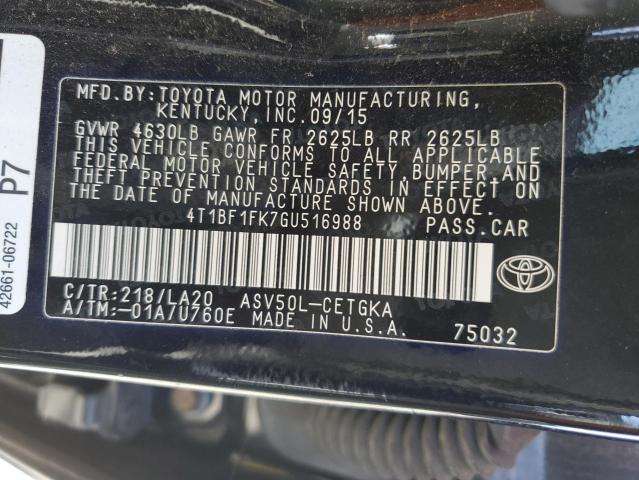 MFD.BY:TOYOTA MOTOR MANUFACTURING,
KENTUCKY, INC. 09/15
GVWR 4630LB GAWR FR 2625LB RR 2625LB
THIS VEHICLE CONFORMS TO ALL APPLICABLE
FEDERAL MOTOR VEHICLE SAFETY, BUMPER, AND
THEFT PREVENTION STANDARDS IN EFFECT ON
THE DATE OF MANUFACTURE SHOWN ABOVE.
4T1BF1FK7GU516988 PASS.CAR
C/TR:218/LA20 ASV50L-CETGKA
A/TM:-01A/U760E MADE IN U.S.A.
75032
P7
42661-06722